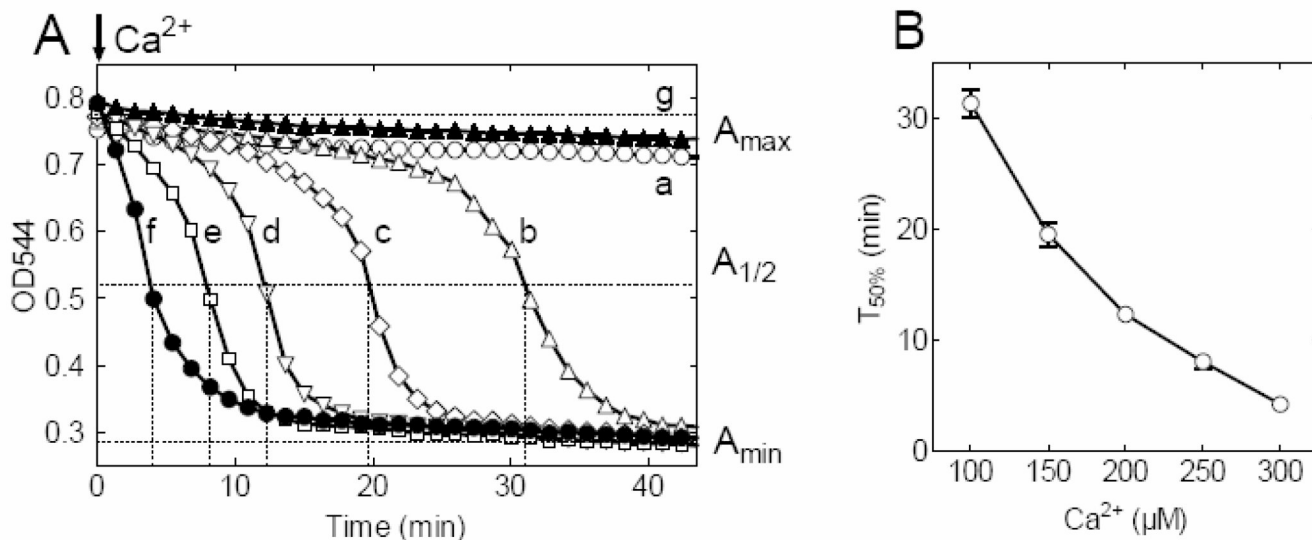 A
Ca²⁺
OD544
0.8
0.7
0.6
0.5
0.4
0.3
g
a
f
e
d
c
b
Amax
A1/2
Amin
0
10
20
30
40
Time (min)
B
T50% (min)
30
20
10
0
100
150
200
250
300
Ca²⁺ (µM)